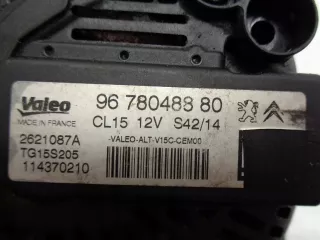 Valeo 96 780488 80
MADE IN FRANCE CL15 12V S42/14
2621087A -VALEO-ALT-V15C-CEM00
TG15S205
114370210